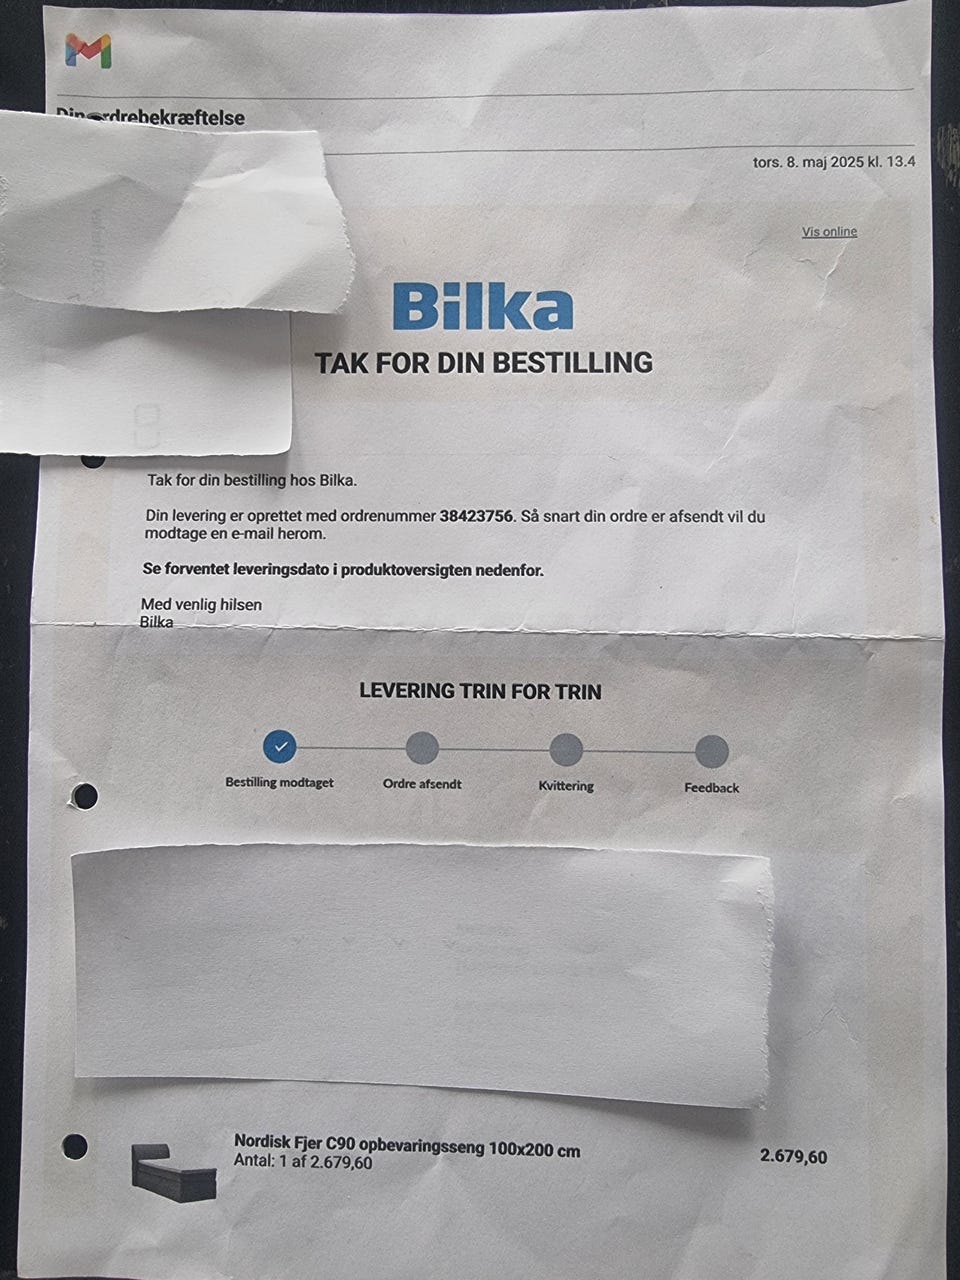 Din ordrebekræftelse
tors. 8. maj 2025 kl. 13.4
Vis online
Bilka
TAK FOR DIN BESTILLING
Tak for din bestilling hos Bilka.
Din levering er oprettet med ordrenummer 38423756. Så snart din ordre er afsendt vil du
modtage en e-mail herom.
Se forventet leveringsdato i produktoversigten nedenfor.
Med venlig hilsen
Bilka
LEVERING TRIN FOR TRIN
Bestilling modtaget Ordre afsendt Kvittering Feedback
Nordisk Fjer C90 opbevaringsseng 100x200 cm 2.679,60
Antal: 1 af 2.679,60